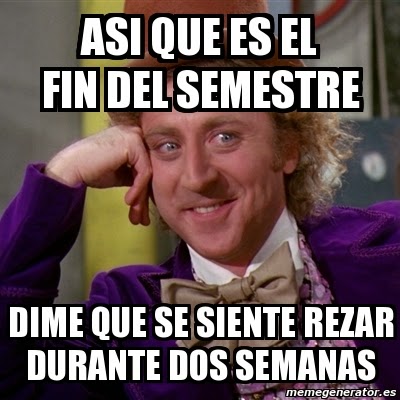 ASI QUE ES EL
FIN DEL SEMESTRE
DIME QUE SE SIENTE REZAR
DURANTE DOS SEMANAS
memegenerator.es